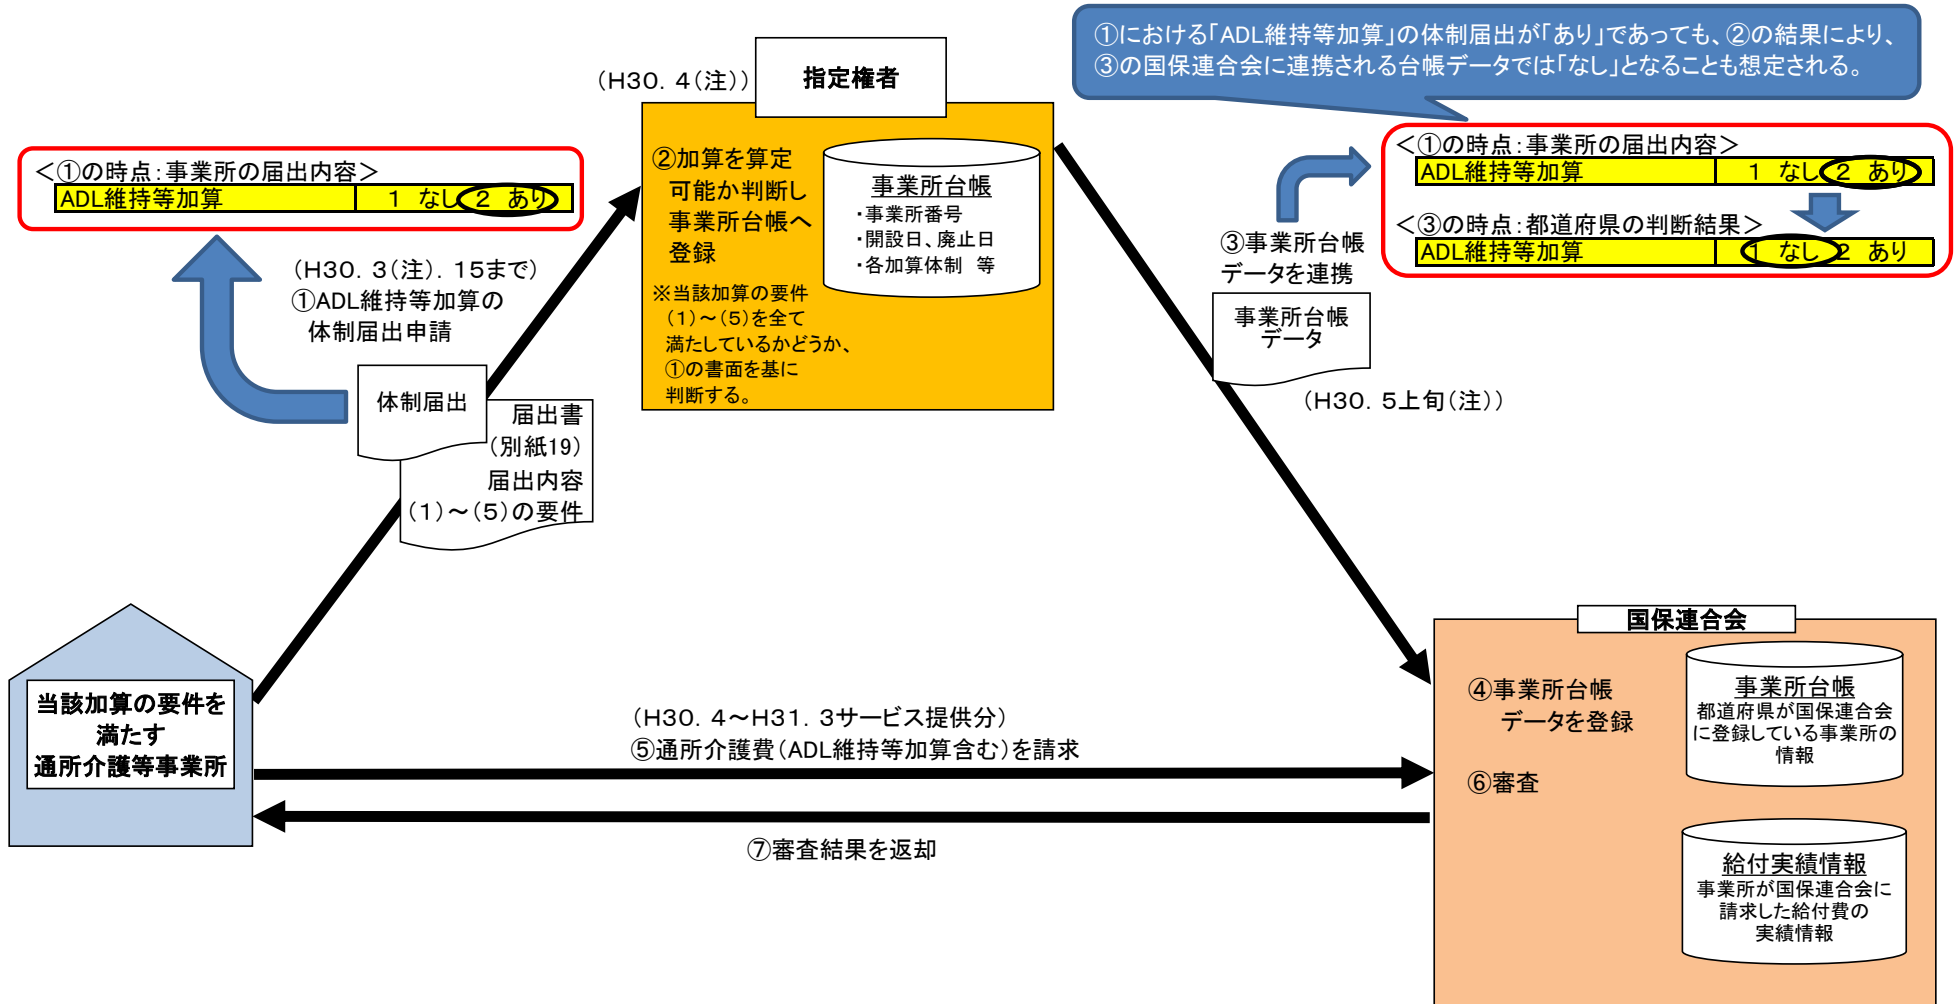 ①における「ADL維持等加算」の体制届出が「あり」であっても、②の結果により、
③の国保連合会に連携される台帳データでは「なし」となることも想定される。
(H30．4(注))
指定権者
②加算を算定
可能か判断し
事業所台帳へ
登録
※当該加算の要件
(1)～(5)を全て
満たしているかどうか、
①の書面を基に
判断する。
事業所台帳
・事業所番号
・開設日、廃止日
・各加算体制　等
＜①の時点：事業所の届出内容＞
ADL維持等加算　1　なし　2　あり
(H30．3(注)．15まで)
①ADL維持等加算の
体制届出申請
体制届出
届出書
(別紙19)
届出内容
(1)～(5)の要件
③事業所台帳
データを連携
事業所台帳
データ
(H30．5上旬(注))
＜①の時点：事業所の届出内容＞
ADL維持等加算　1　なし　2　あり
＜③の時点：都道府県の判断結果＞
ADL維持等加算　1　なし　2　あり
当該加算の要件を
満たす
通所介護等事業所
(H30．4～H31．3サービス提供分)
⑤通所介護費(ADL維持等加算含む)を請求
⑦審査結果を返却
国保連合会
④事業所台帳
データを登録
⑥審査
事業所台帳
都道府県が国保連合会
に登録している事業所の
情報
給付実績情報
事業所が国保連合会に
請求した給付費の
実績情報